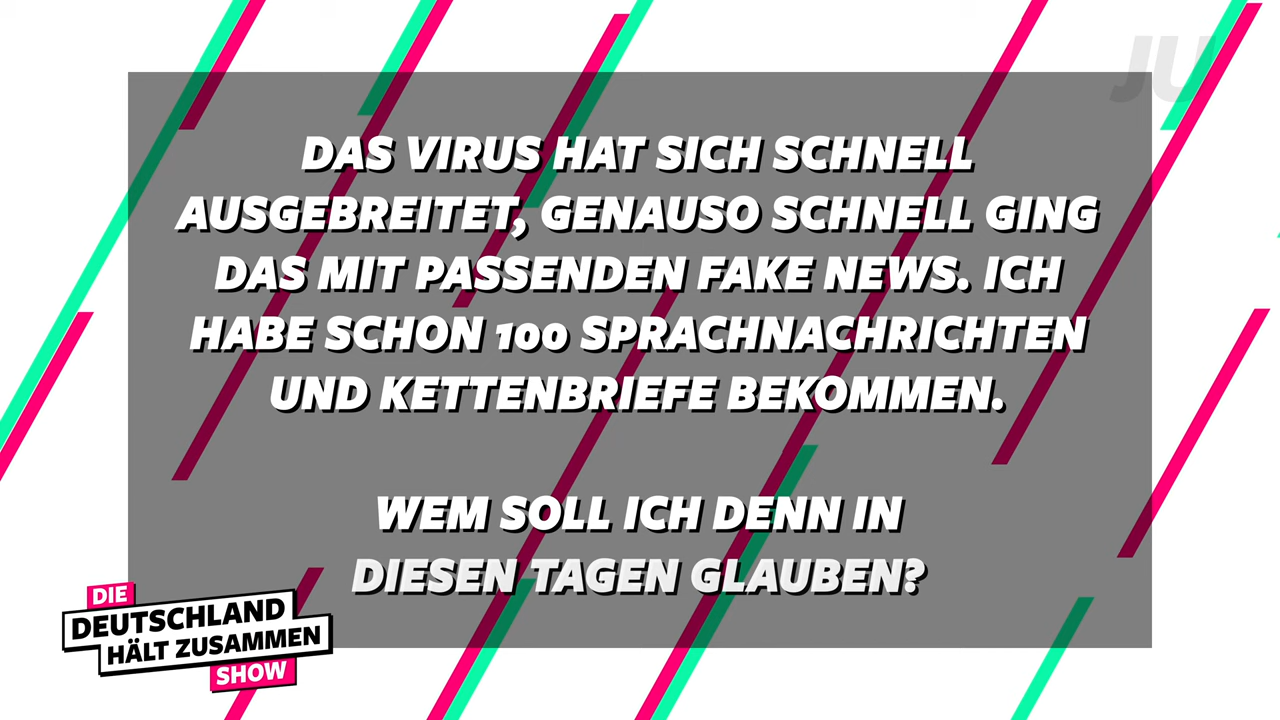 JU
DAS VIRUS HAT SICH SCHNELL
AUSGEBREITET, GENAUSO SCHNELL GING
DAS MIT PASSENDEN FAKE NEWS. ICH
HABE SCHON 100 SPRACHNACHRICHTEN
UND KETTENBRIEFE BEKOMMEN.
WEM SOLL ICH DENN IN
DIESEN TAGEN GLAUBEN?
DIE
DEUTSCHLAND
HÄLT ZUSAMMEN
SHOW